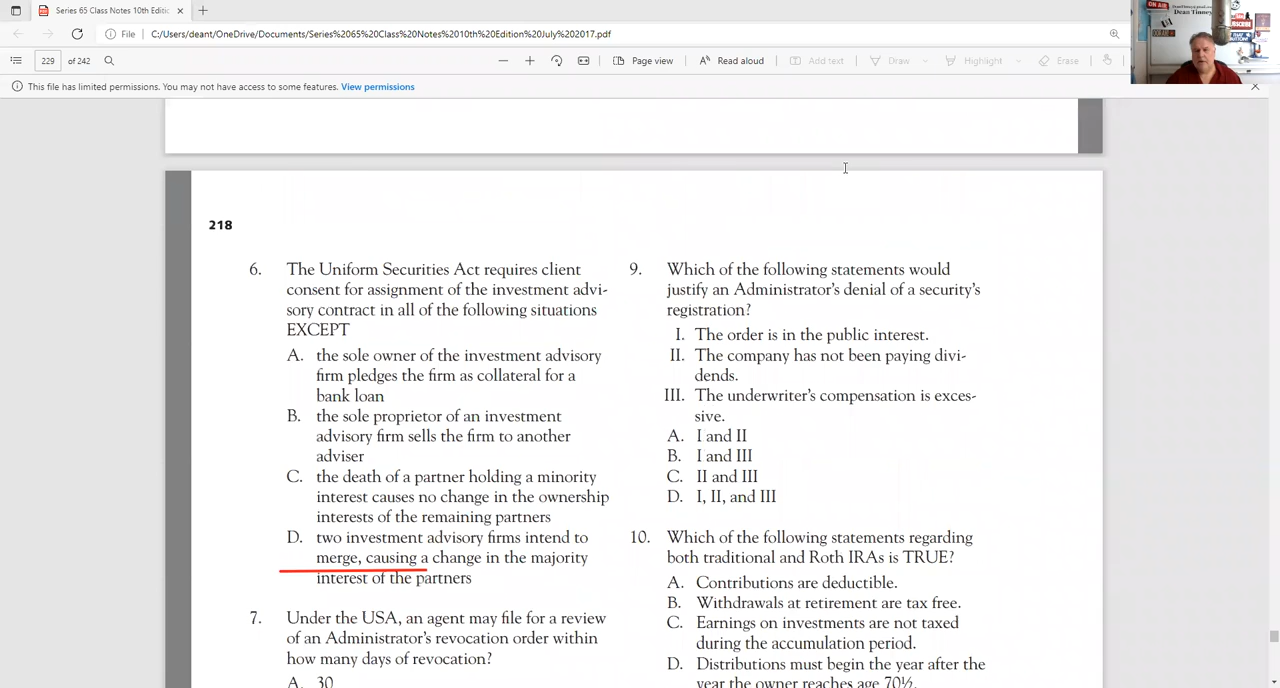 Series 65 Class Notes 10th Editio
File
C:/Users/deant/OneDrive/Documents/Series%2065%20Class%20Notes%2010th%20Edition%20July%202017.pdf
229
of 242
Page view
Read aloud
Add text
Draw
Highlight
Erase
This file has limited permissions. You may not have access to some features. View permissions
ON AIR
Dean Tinney
218
6. The Uniform Securities Act requires client
consent for assignment of the investment advi-
sory contract in all of the following situations
EXCEPT
A. the sole owner of the investment advisory
firm pledges the firm as collateral for a
bank loan
B. the sole proprietor of an investment
advisory firm sells the firm to another
adviser
C. the death of a partner holding a minority
interest causes no change in the ownership
interests of the remaining partners
D. two investment advisory firms intend to
merge, causing a change in the majority
interest of the partners
7. Under the USA, an agent may file for a review
of an Administrator's revocation order within
how many days of revocation?
A. 30
9. Which of the following statements would
justify an Administrator's denial of a security's
registration?
I. The order is in the public interest.
II. The company has not been paying divi-
dends.
III. The underwriter's compensation is exces-
sive.
A. I and II
B. I and III
C. II and III
D. I, II, and III
10. Which of the following statements regarding
both traditional and Roth IRAs is TRUE?
A. Contributions are deductible.
B. Withdrawals at retirement are tax free.
C. Earnings on investments are not taxed
during the accumulation period.
D. Distributions must begin the year after the
year the owner reaches age 70½.